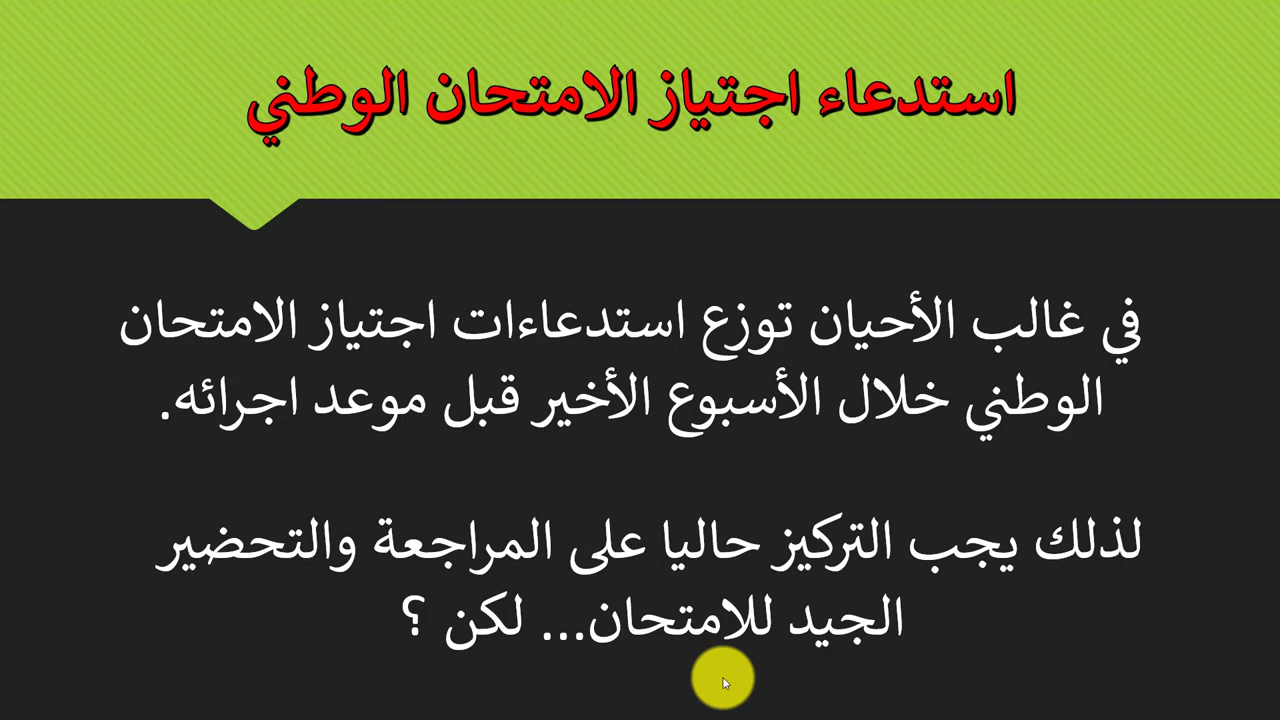 استدعاء اجتياز الامتحان الوطني
في غالب الأحيان توزع استدعاءات اجتياز الامتحان
الوطني خلال الأسبوع الأخير قبل موعد اجرائه.
لذلك يجب التركيز حاليا على المراجعة والتحضير
الجيد للامتحان... لكن ؟